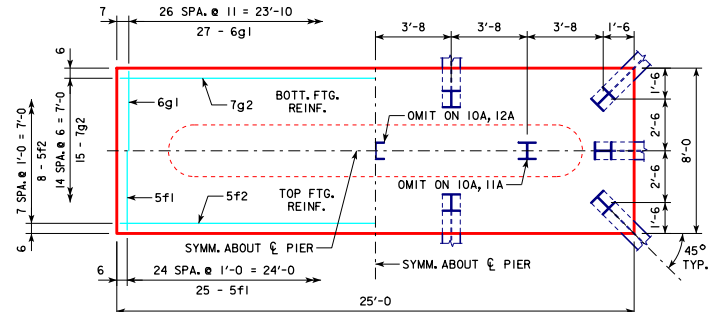 7
26 SPA. @ 11 = 23'-10
27 - 6g1
3'-8
3'-8
3'-8
1'-6
6
6g1
7g2
BOTT. FTG.
REINF.
OMIT ON 10A, 12A
1'-6
2'-6
8'-0
2'-6
1'-6
7 SPA. @ 1'-0 = 7'-0
8 - 5f2
14 SPA. @ 6 = 7'-0
15 - 7g2
5f1
5f2
TOP FTG.
REINF.
OMIT ON 10A, 11A
6
SYMM. ABOUT ℄ PIER
SYMM. ABOUT ℄ PIER
45°
TYP.
6
24 SPA. @ 1'-0 = 24'-0
25 - 5f1
25'-0